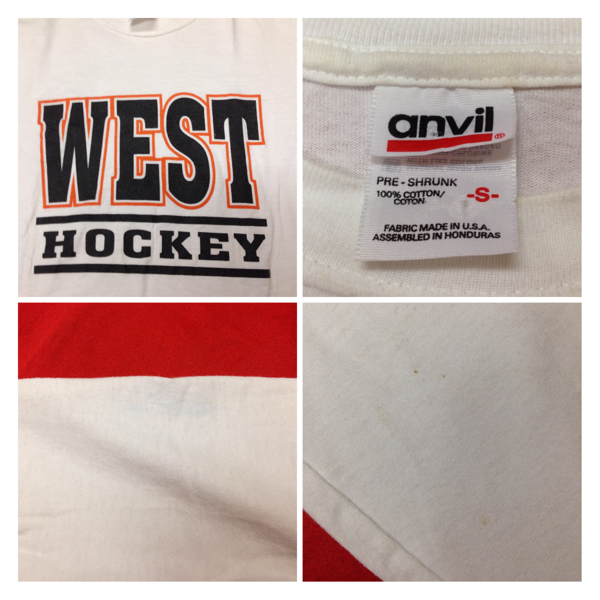 WEST
HOCKEY
anvil®
PRE-SHRUNK
100% COTTON/
COTON
-S-
FABRIC MADE IN U.S.A.
ASSEMBLED IN HONDURAS